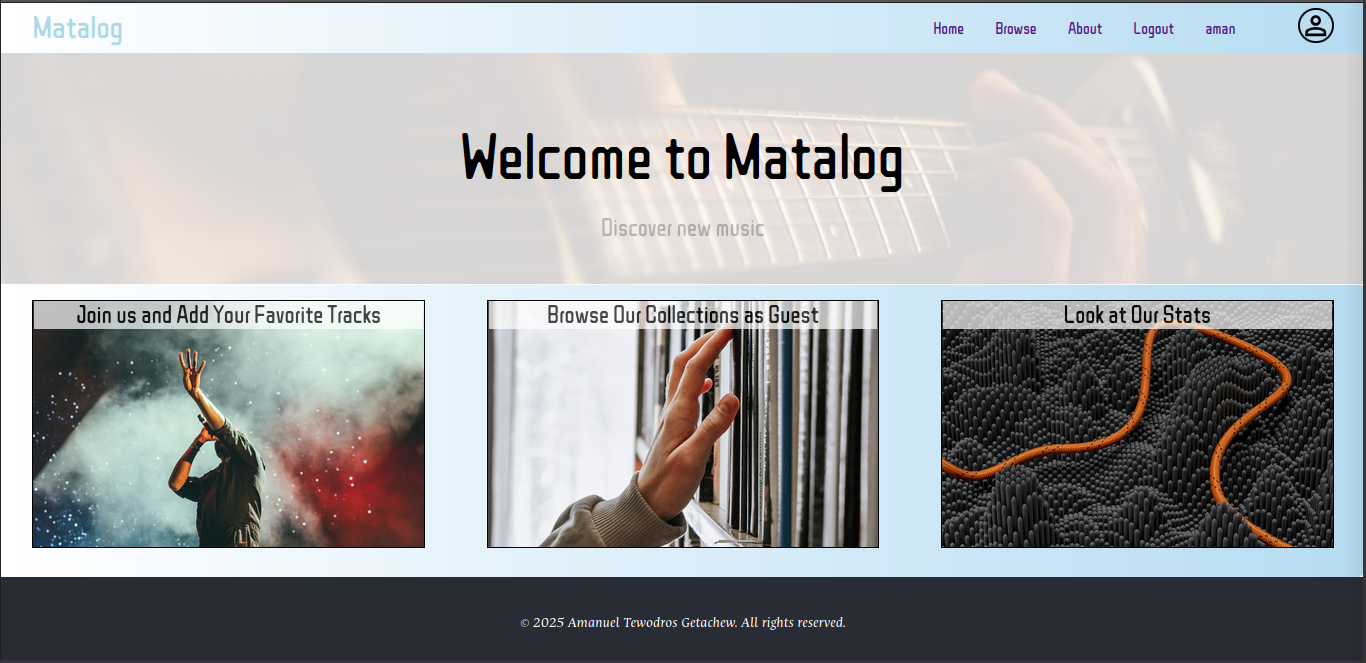 Matalog
Home Browse About Logout aman
Welcome to Matalog
Discover new music
Join us and Add Your Favorite Tracks
Browse Our Collections as Guest
Look at Our Stats
© 2025 Amanuel Tewodros Getachew. All rights reserved.